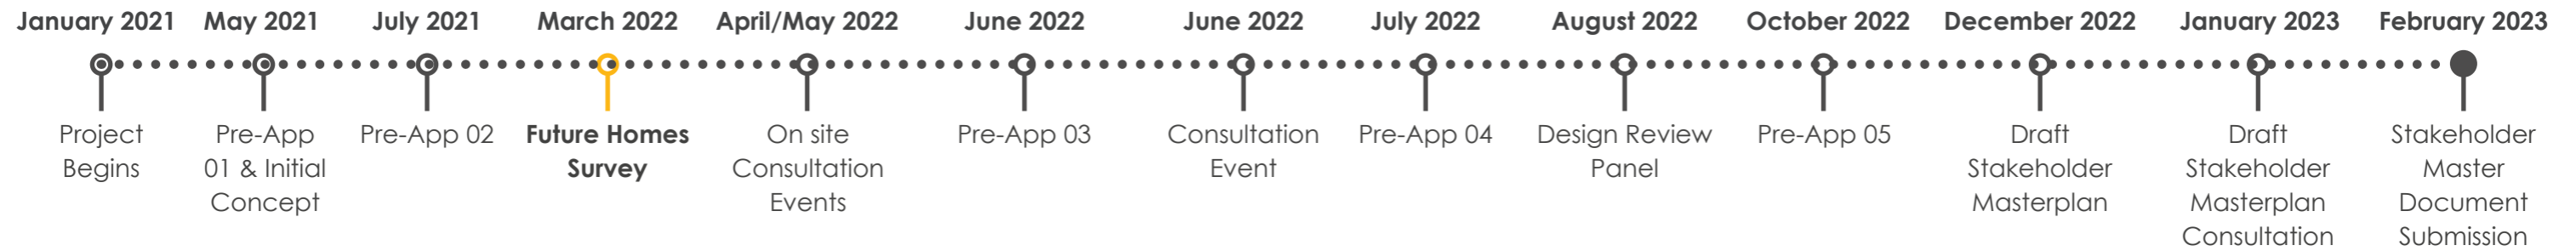 January 2021
May 2021
July 2021
March 2022
April/May 2022
June 2022
June 2022
July 2022
August 2022
October 2022
December 2022
January 2023
February 2023
Project
Begins
Pre-App
01 & Initial
Concept
Pre-App 02
Future Homes
Survey
On site
Consultation
Events
Pre-App 03
Consultation
Event
Pre-App 04
Design Review
Panel
Pre-App 05
Draft
Stakeholder
Masterplan
Draft
Stakeholder
Masterplan
Consultation
Stakeholder
Master
Document
Submission